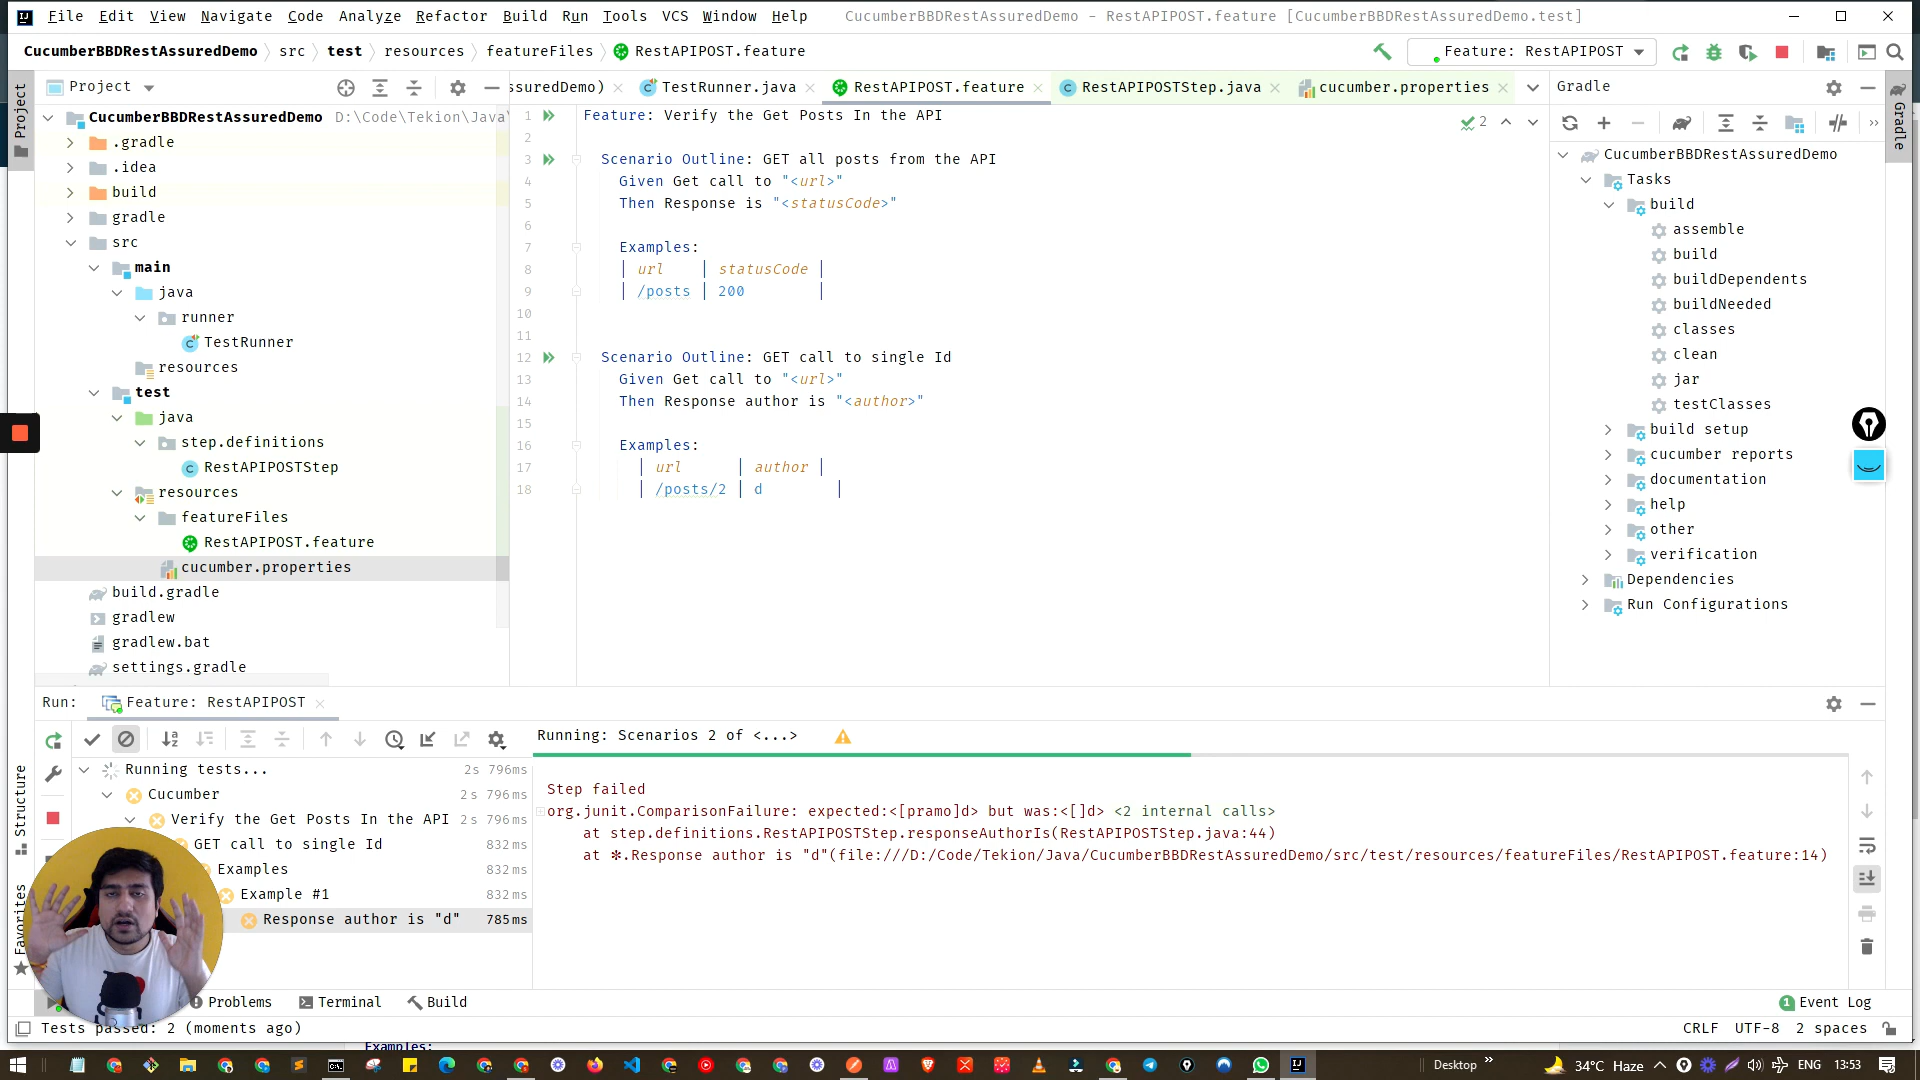 File Edit View Navigate Code Analyze Refactor Build Run Tools VCS Window Help CucumberBBDRestAssuredDemo - RestAPIPOST.feature [CucumberBBDRestAssuredDemo.test]
CucumberBBDRestAssuredDemo src test resources featureFiles RestAPIPOST.feature Feature: RestAPIPOST
Project
Project
ssuredDemo) TestRunner.java RestAPIPOST.feature RestAPIPOSTStep.java cucumber.properties
Gradle
Gradle
CucumberBBDRestAssuredDemo D:\Code\Tekion\Java\
.gradle
.idea
build
gradle
src
main
java
runner
TestRunner
resources
test
java
step.definitions
RestAPIPOSTStep
resources
featureFiles
RestAPIPOST.feature
cucumber.properties
build.gradle
gradlew
gradlew.bat
settings.gradle
1 Feature: Verify the Get Posts In the API
2
3 Scenario Outline: GET all posts from the API
4 Given Get call to "<url>"
5 Then Response is "<statusCode>"
6
7 Examples:
8 | url | statusCode |
9 | /posts | 200 |
10
11
12 Scenario Outline: GET call to single Id
13 Given Get call to "<url>"
14 Then Response author is "<author>"
15
16 Examples:
17 | url | author |
18 | /posts/2 | d |
2
CucumberBBDRestAssuredDemo
Tasks
build
assemble
build
buildDependents
buildNeeded
classes
clean
jar
testClasses
build setup
cucumber reports
documentation
help
other
verification
Dependencies
Run Configurations
Run: Feature: RestAPIPOST
Running: Scenarios 2 of <...>
Running tests... 2s 796ms
Cucumber 2s 796ms
Verify the Get Posts In the API 2s 796ms
GET call to single Id 832ms
Examples 832ms
Example #1 832ms
Response author is "d" 785ms
Step failed
org.junit.ComparisonFailure: expected:<[pramo]d> but was:<[]d> <2 internal calls>
at step.definitions.RestAPIPOSTStep.responseAuthorIs(RestAPIPOSTStep.java:44)
at ✽.Response author is "d"(file:///D:/Code/Tekion/Java/CucumberBBDRestAssuredDemo/src/test/resources/featureFiles/RestAPIPOST.feature:14)
Structure
Favorites
Problems Terminal Build 1 Event Log
Tests passed: 2 (moments ago) CRLF UTF-8 2 spaces
Examples:
Desktop » 34°C Haze ENG 13:53